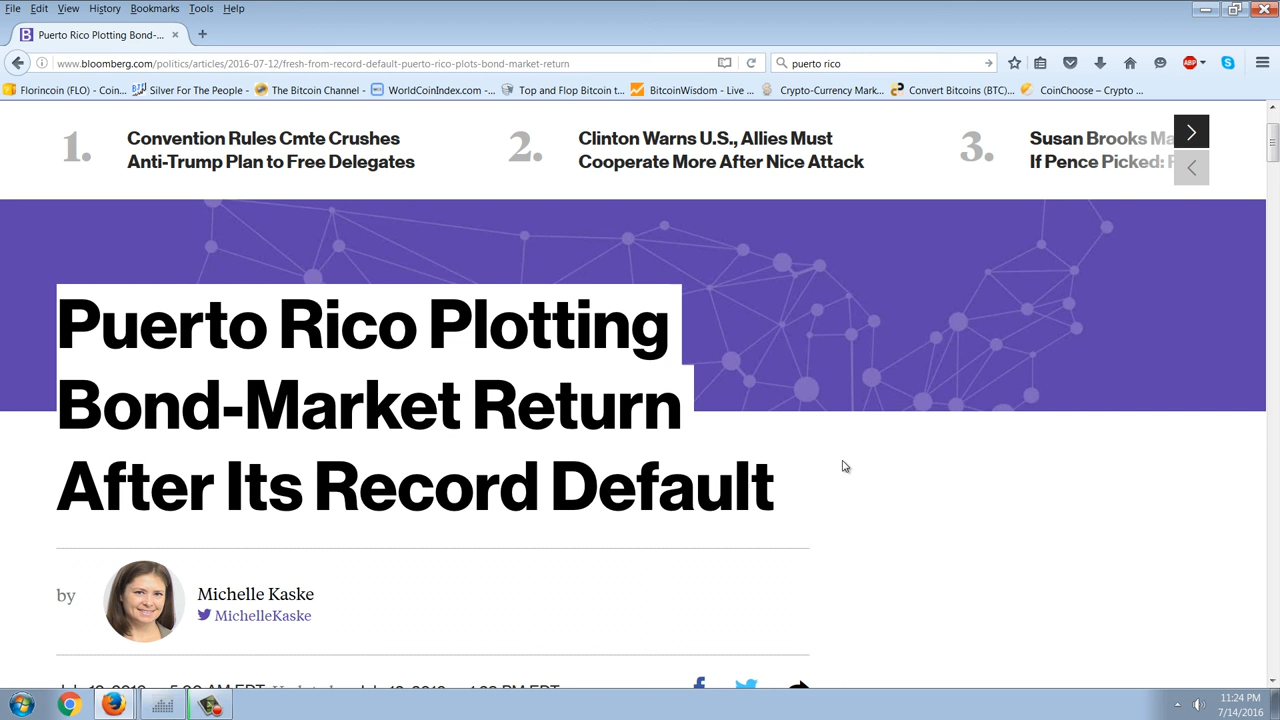 File Edit View History Bookmarks Tools Help
Puerto Rico Plotting Bond-...
www.bloomberg.com/politics/articles/2016-07-12/fresh-from-record-default-puerto-rico-plots-bond-market-return
puerto rico
ABP
Florincoin (FLO) - Coin...
Silver For The People -
The Bitcoin Channel -
WorldCoinIndex.com -...
Top and Flop Bitcoin t...
BitcoinWisdom - Live ...
Crypto-Currency Mark...
Convert Bitcoins (BTC)...
CoinChoose – Crypto ...
1. Convention Rules Cmte Crushes
Anti-Trump Plan to Free Delegates
2. Clinton Warns U.S., Allies Must
Cooperate More After Nice Attack
3. Susan Brooks Ma
If Pence Picked:
Puerto Rico Plotting
Bond-Market Return
After Its Record Default
by
Michelle Kaske
MichelleKaske
11:24 PM
7/14/2016